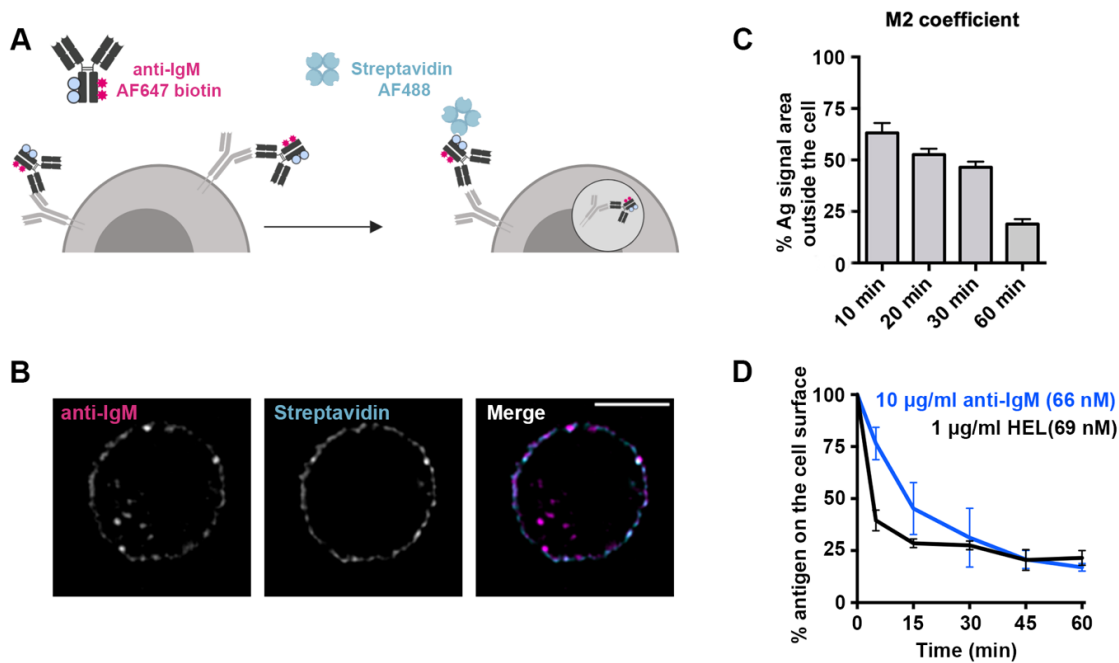 A
anti-IgM
AF647 biotin
Streptavidin
AF488
B
anti-IgM
Streptavidin
Merge
C
M2 coefficient
% Ag signal area
outside the cell
100
75
50
25
0
10 min
20 min
30 min
60 min
D
% antigen on the cell surface
100
75
50
25
0
10 µg/ml anti-IgM (66 nM)
1 µg/ml HEL(69 nM)
0
15
30
45
60
Time (min)